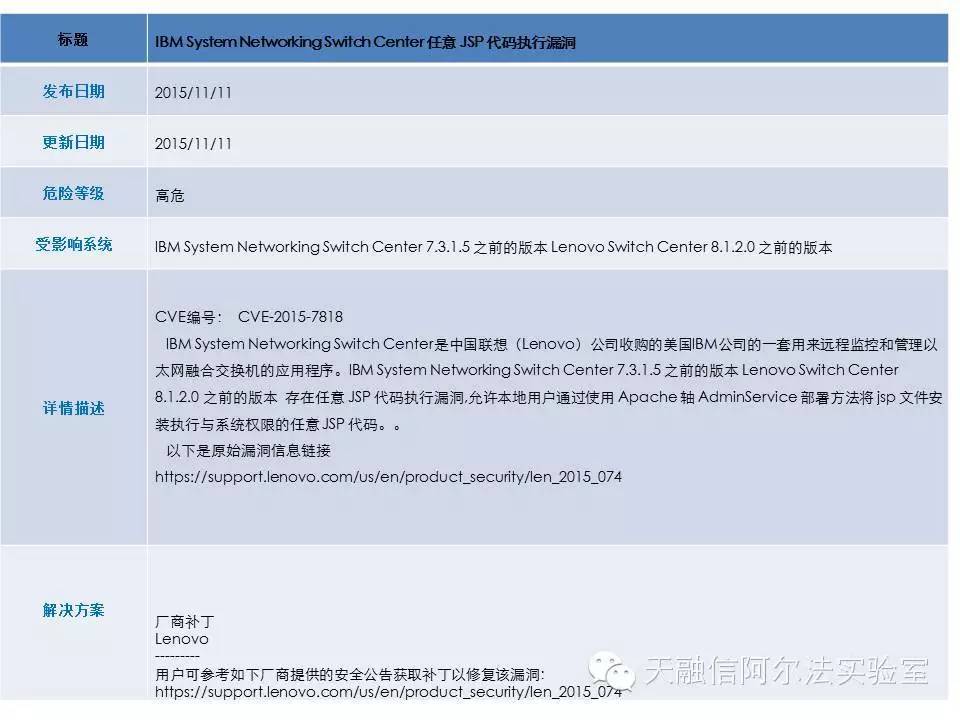 标题
IBM System Networking Switch Center 任意 JSP 代码执行漏洞
发布日期
2015/11/11
更新日期
2015/11/11
危险等级
高危
受影响系统
IBM System Networking Switch Center 7.3.1.5 之前的版本 Lenovo Switch Center 8.1.2.0 之前的版本
详情描述
CVE编号: CVE-2015-7818
IBM System Networking Switch Center是中国联想（Lenovo）公司收购的美国IBM公司的一套用来远程监控和管理以
太网融合交换机的应用程序。IBM System Networking Switch Center 7.3.1.5 之前的版本 Lenovo Switch Center
8.1.2.0 之前的版本 存在任意 JSP 代码执行漏洞,允许本地用户通过使用 Apache 轴 AdminService 部署方法将 jsp 文件安
装执行与系统权限的任意 JSP 代码。。
以下是原始漏洞信息链接
https://support.lenovo.com/us/en/product_security/len_2015_074
解决方案
厂商补丁
Lenovo
---------
用户可参考如下厂商提供的安全公告获取补丁以修复该漏洞:
https://support.lenovo.com/us/en/product_security/len_2015_074
天融信阿尔法实验室